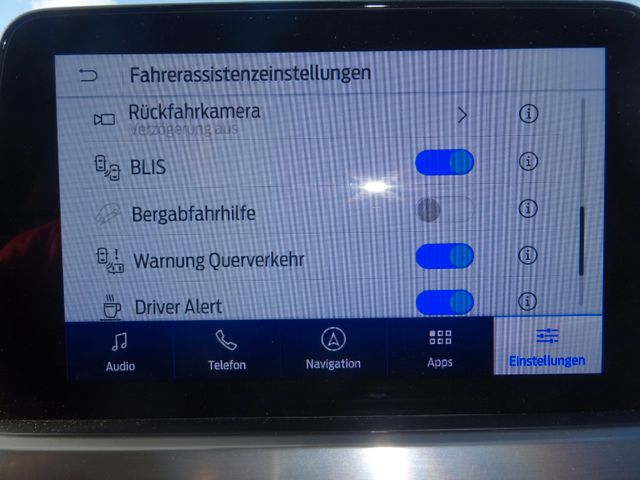 Fahrerassistenzeinstellungen
Rückfahrkamera
Verzögerung aus
BLIS
Bergabfahrhilfe
Warnung Querverkehr
Driver Alert
Audio
Telefon
Navigation
Apps
Einstellungen